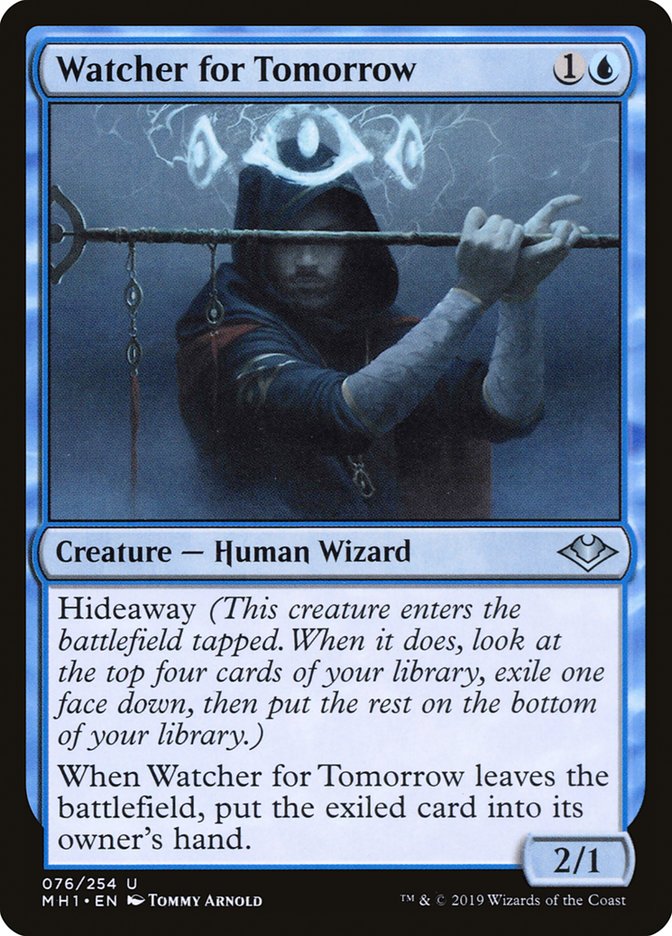 Watcher for Tomorrow 1
Creature — Human Wizard
Hideaway (This creature enters the
battlefield tapped. When it does, look at
the top four cards of your library, exile one
face down, then put the rest on the bottom
of your library.)
When Watcher for Tomorrow leaves the
battlefield, put the exiled card into its
owner's hand.
2/1
076/254 U
MH1 • EN Tommy Arnold
™ & © 2019 Wizards of the Coast